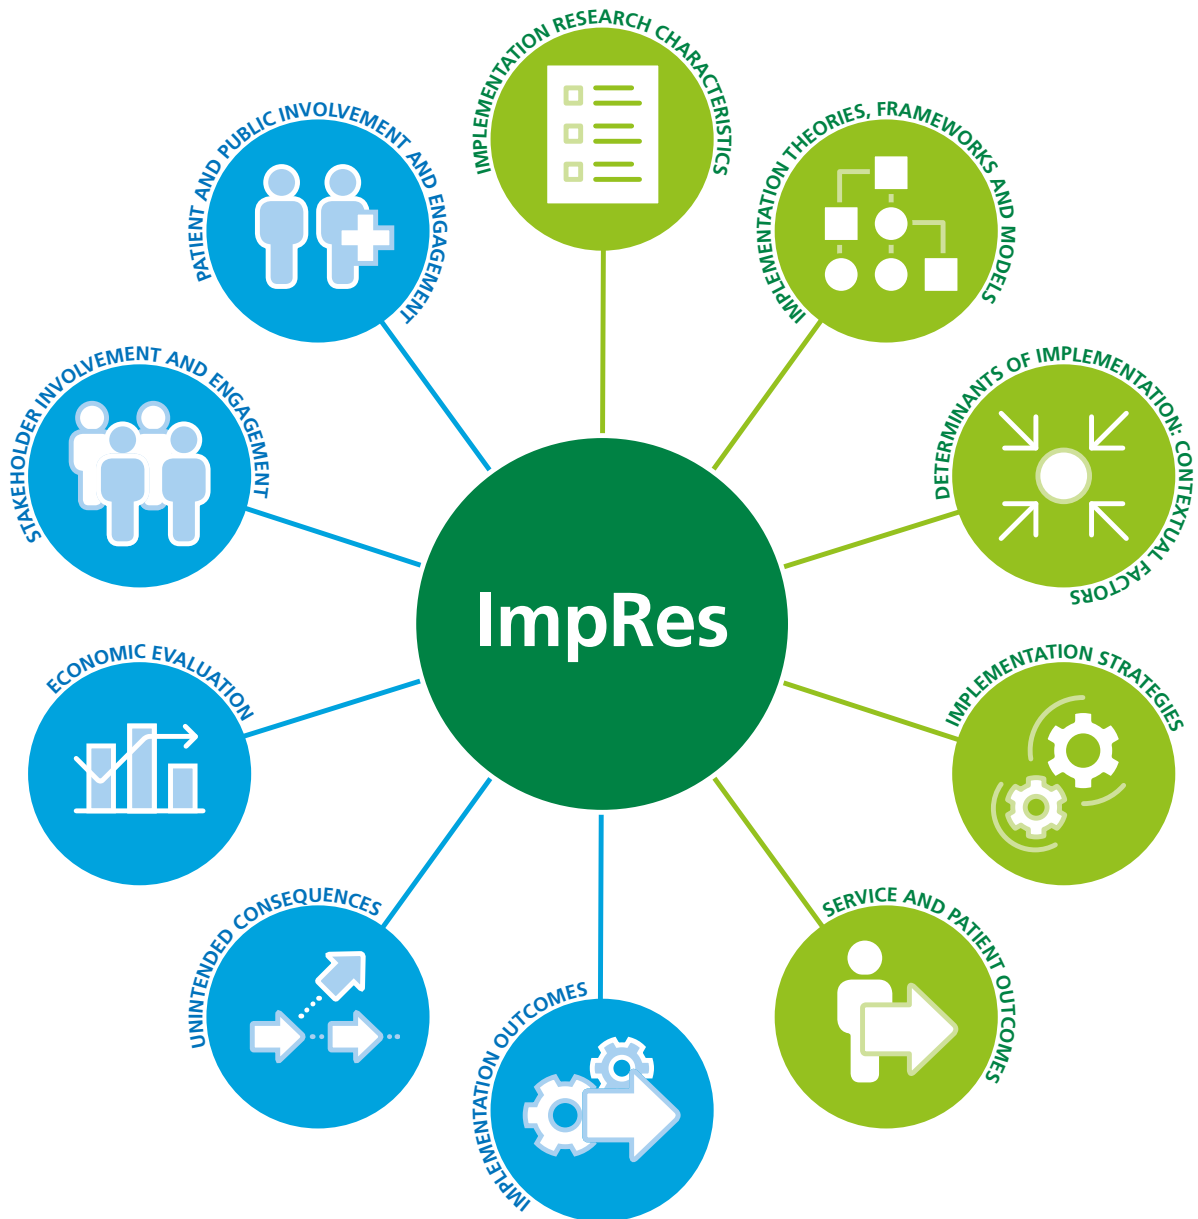 IMPLEMENTATION RESEARCH CHARACTERISTICS
IMPLEMENTATION THEORIES, FRAMEWORKS AND MODELS
DETERMINANTS OF IMPLEMENTATION: CONTEXTUAL FACTORS
IMPLEMENTATION STRATEGIES
SERVICE AND PATIENT OUTCOMES
IMPLEMENTATION OUTCOMES
UNINTENDED CONSEQUENCES
ECONOMIC EVALUATION
STAKEHOLDER INVOLVEMENT AND ENGAGEMENT
PATIENT AND PUBLIC INVOLVEMENT AND ENGAGEMENT
ImpRes